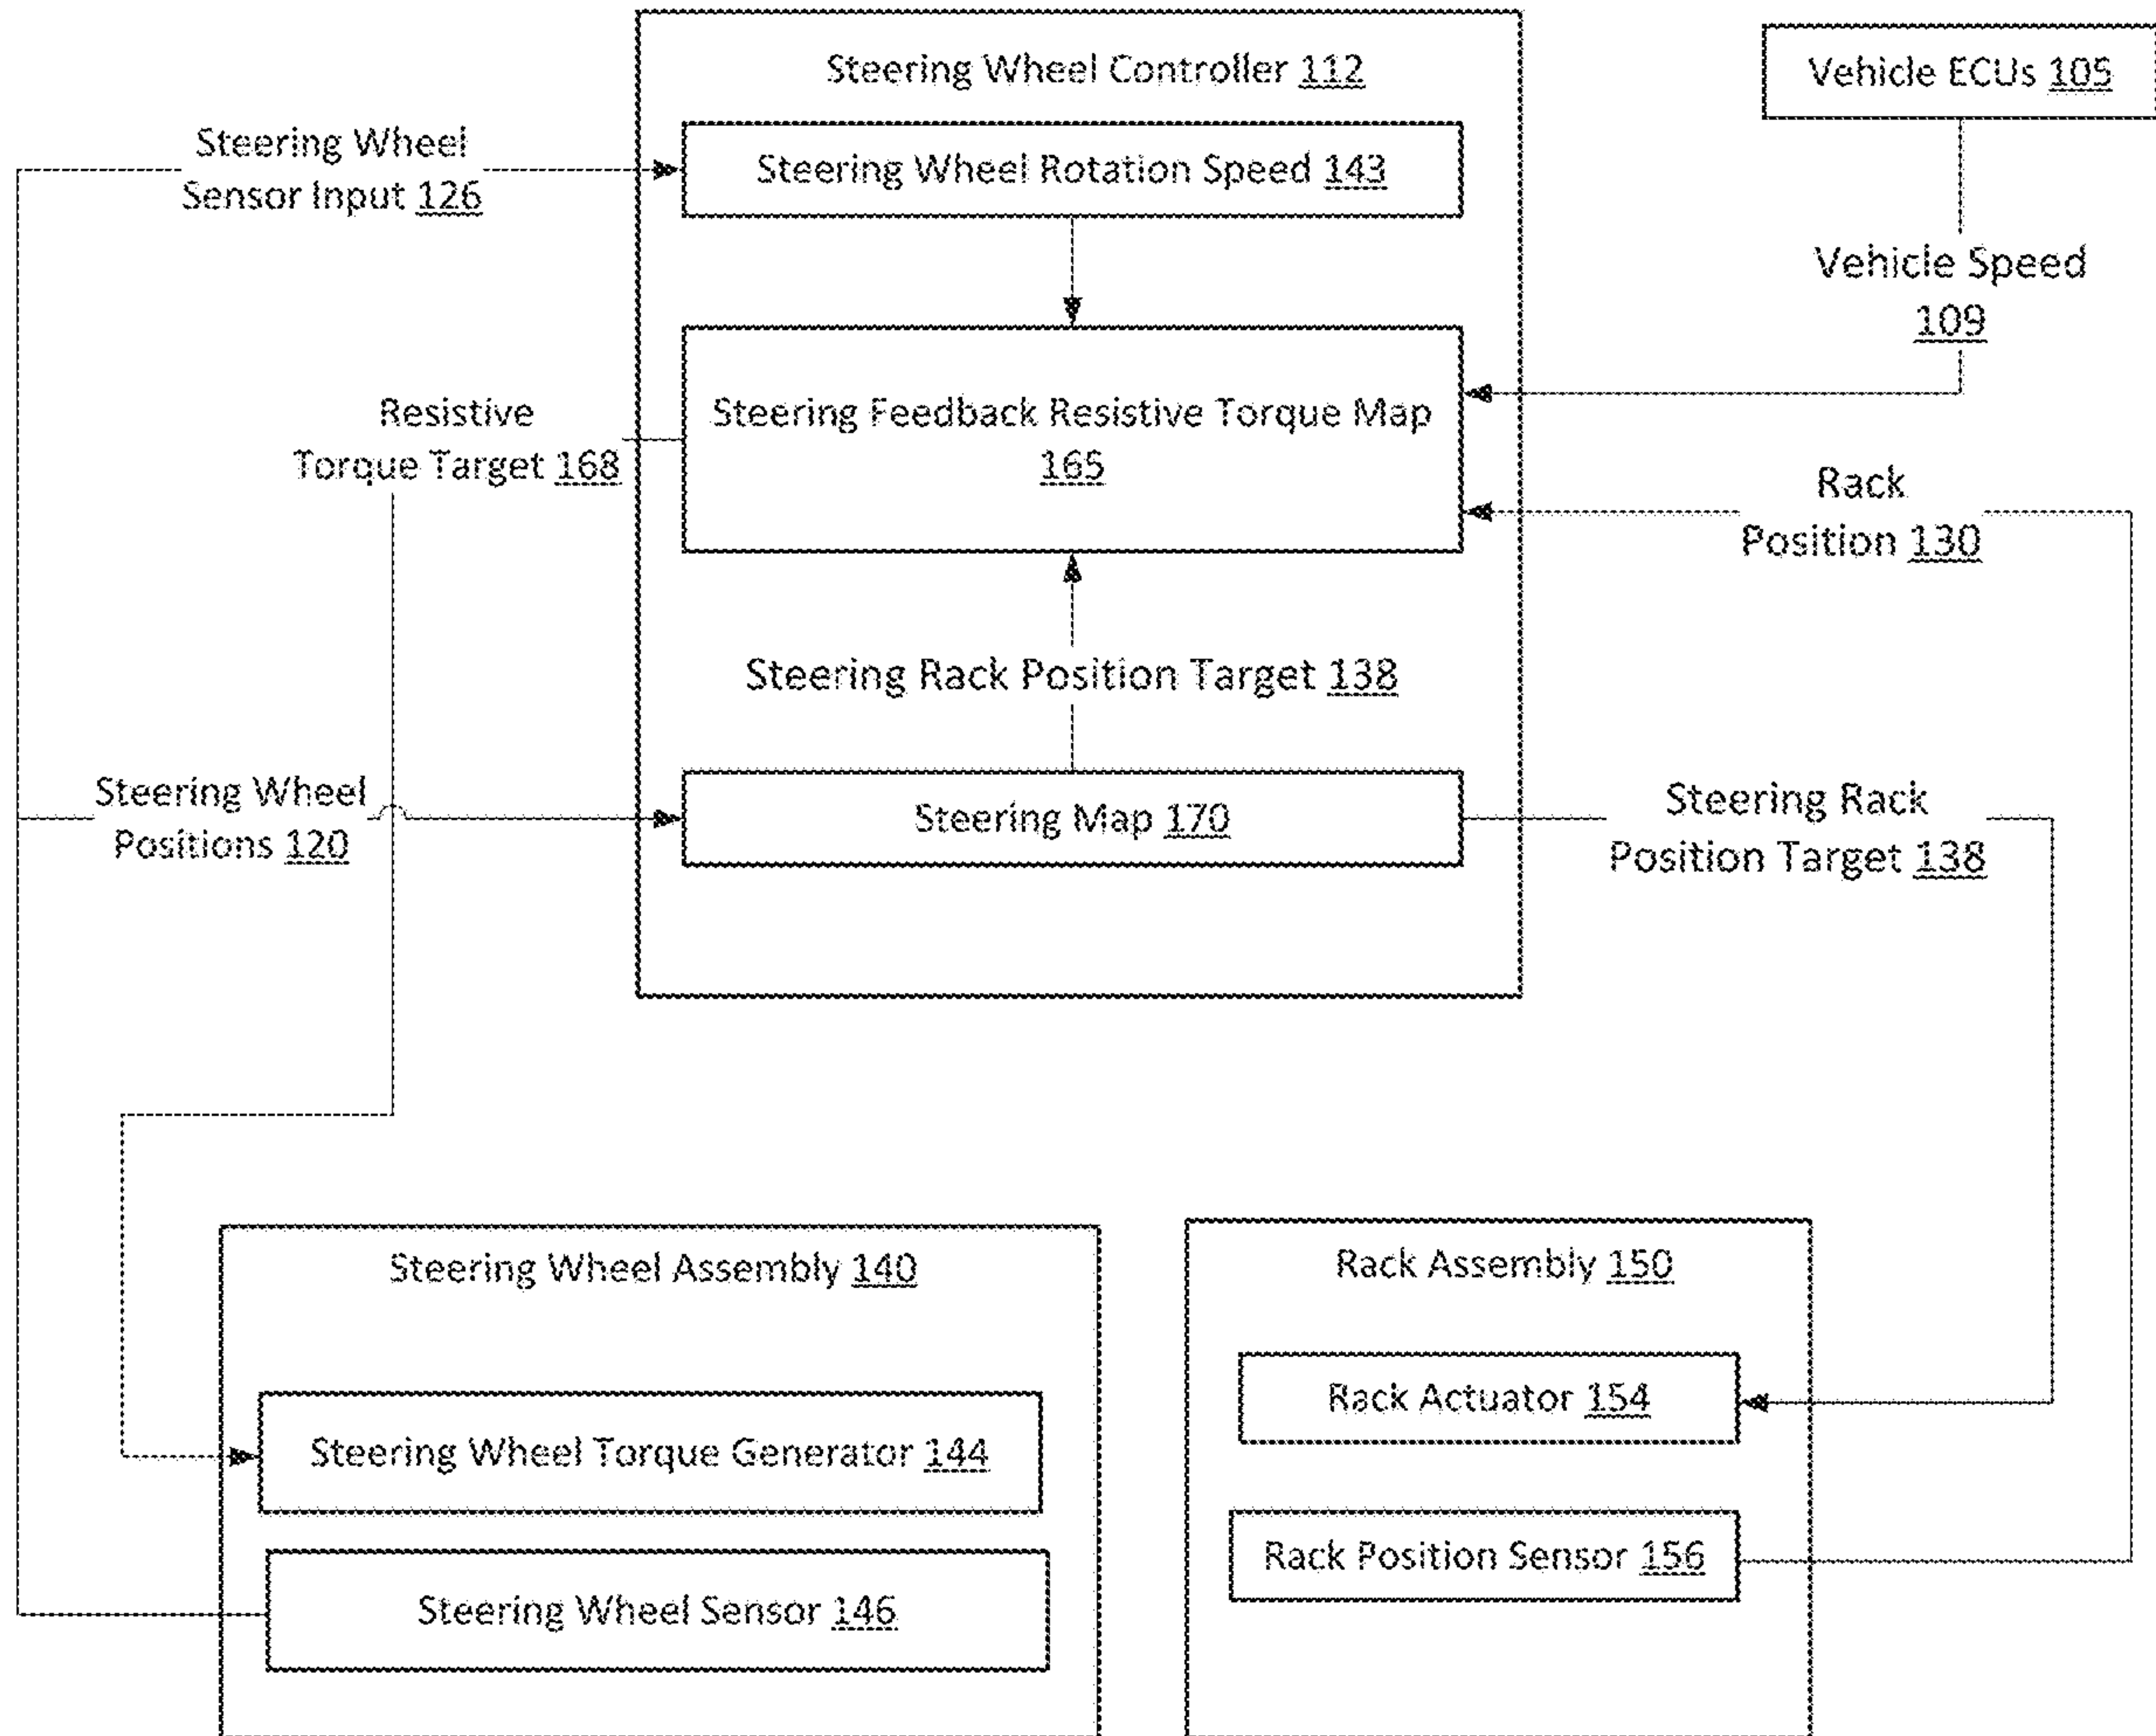 Steering Wheel Controller 112
Vehicle ECUs 105
Steering Wheel
Sensor Input 126
Steering Wheel Rotation Speed 143
Vehicle Speed
109
Resistive
Torque Target 168
Steering Feedback Resistive Torque Map
165
Rack
Position 130
Steering Rack Position Target 138
Steering Wheel
Positions 120
Steering Map 170
Steering Rack
Position Target 138
Steering Wheel Assembly 140
Steering Wheel Torque Generator 144
Steering Wheel Sensor 146
Rack Assembly 150
Rack Actuator 154
Rack Position Sensor 156